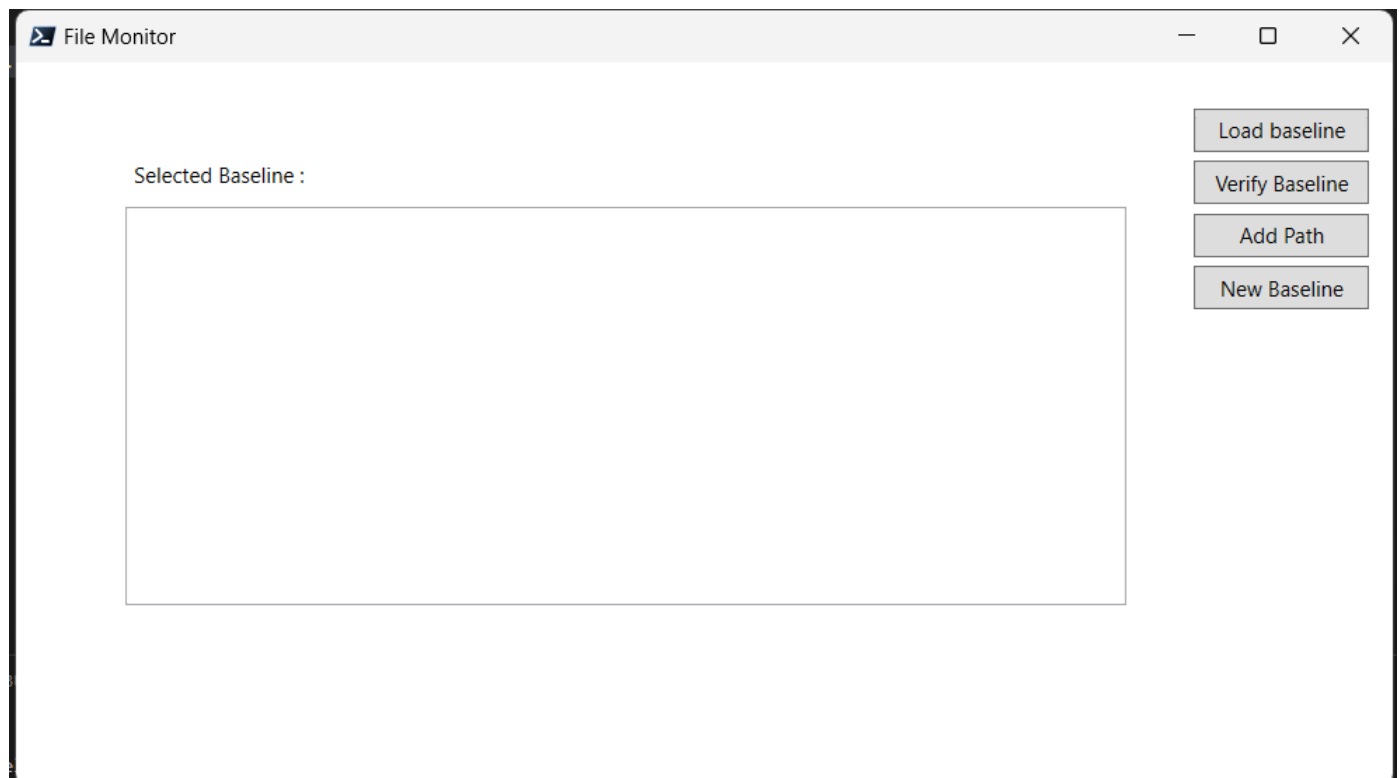 File Monitor
Load baseline
Selected Baseline :
Verify Baseline
Add Path
New Baseline